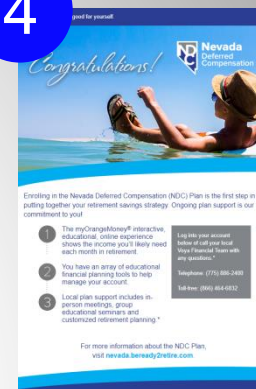 4
good for yourself.
Congratulations!
NDC
Nevada
Deferred
Compensation
Enrolling in the Nevada Deferred Compensation (NDC) Plan is the first step in
putting together your retirement savings strategy. Ongoing plan support is our
commitment to you!
1
The myOrangeMoney® interactive,
educational, online experience
shows the income you'll likely need
each month in retirement.
2
You have an array of educational
financial planning tools to help
manage your account.
3
Local plan support includes in-
person meetings, group
educational seminars and
customized retirement planning.*
Log into your account
below of call your local
Voya Financial Team with
any questions.*
Telephone: (775) 886-2400
Toll-free: (866) 464-6832
For more information about the NDC Plan,
visit nevada.beready2retire.com